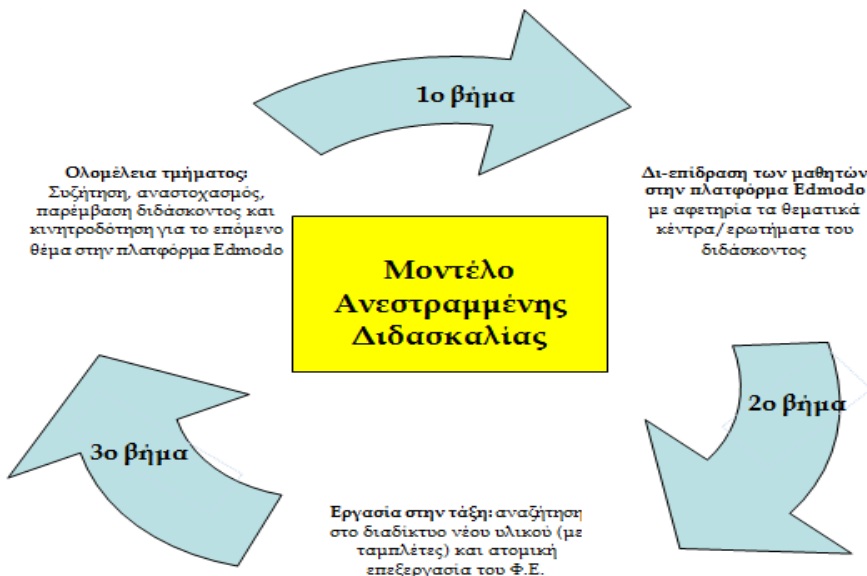 1ο βήμα
Ολομέλεια τμήματος:
Συζήτηση, αναστοχασμός,
παρέμβαση διδάσκοντος και
κινητροδότηση για το επόμενο
θέμα στην πλατφόρμα Edmodo
Δι-επίδραση των μαθητών
στην πλατφόρμα Edmodo
με αφετηρία τα θεματικά
κέντρα/ερωτήματα του
διδάσκοντος
Μοντέλο
Ανεστραμμένης
Διδασκαλίας
2ο βήμα
3ο βήμα
Εργασία στην τάξη: αναζήτηση
στο διαδίκτυο νέου υλικού (με
ταμπλέτες) και ατομική
επεξεργασία του Φ.Ε.